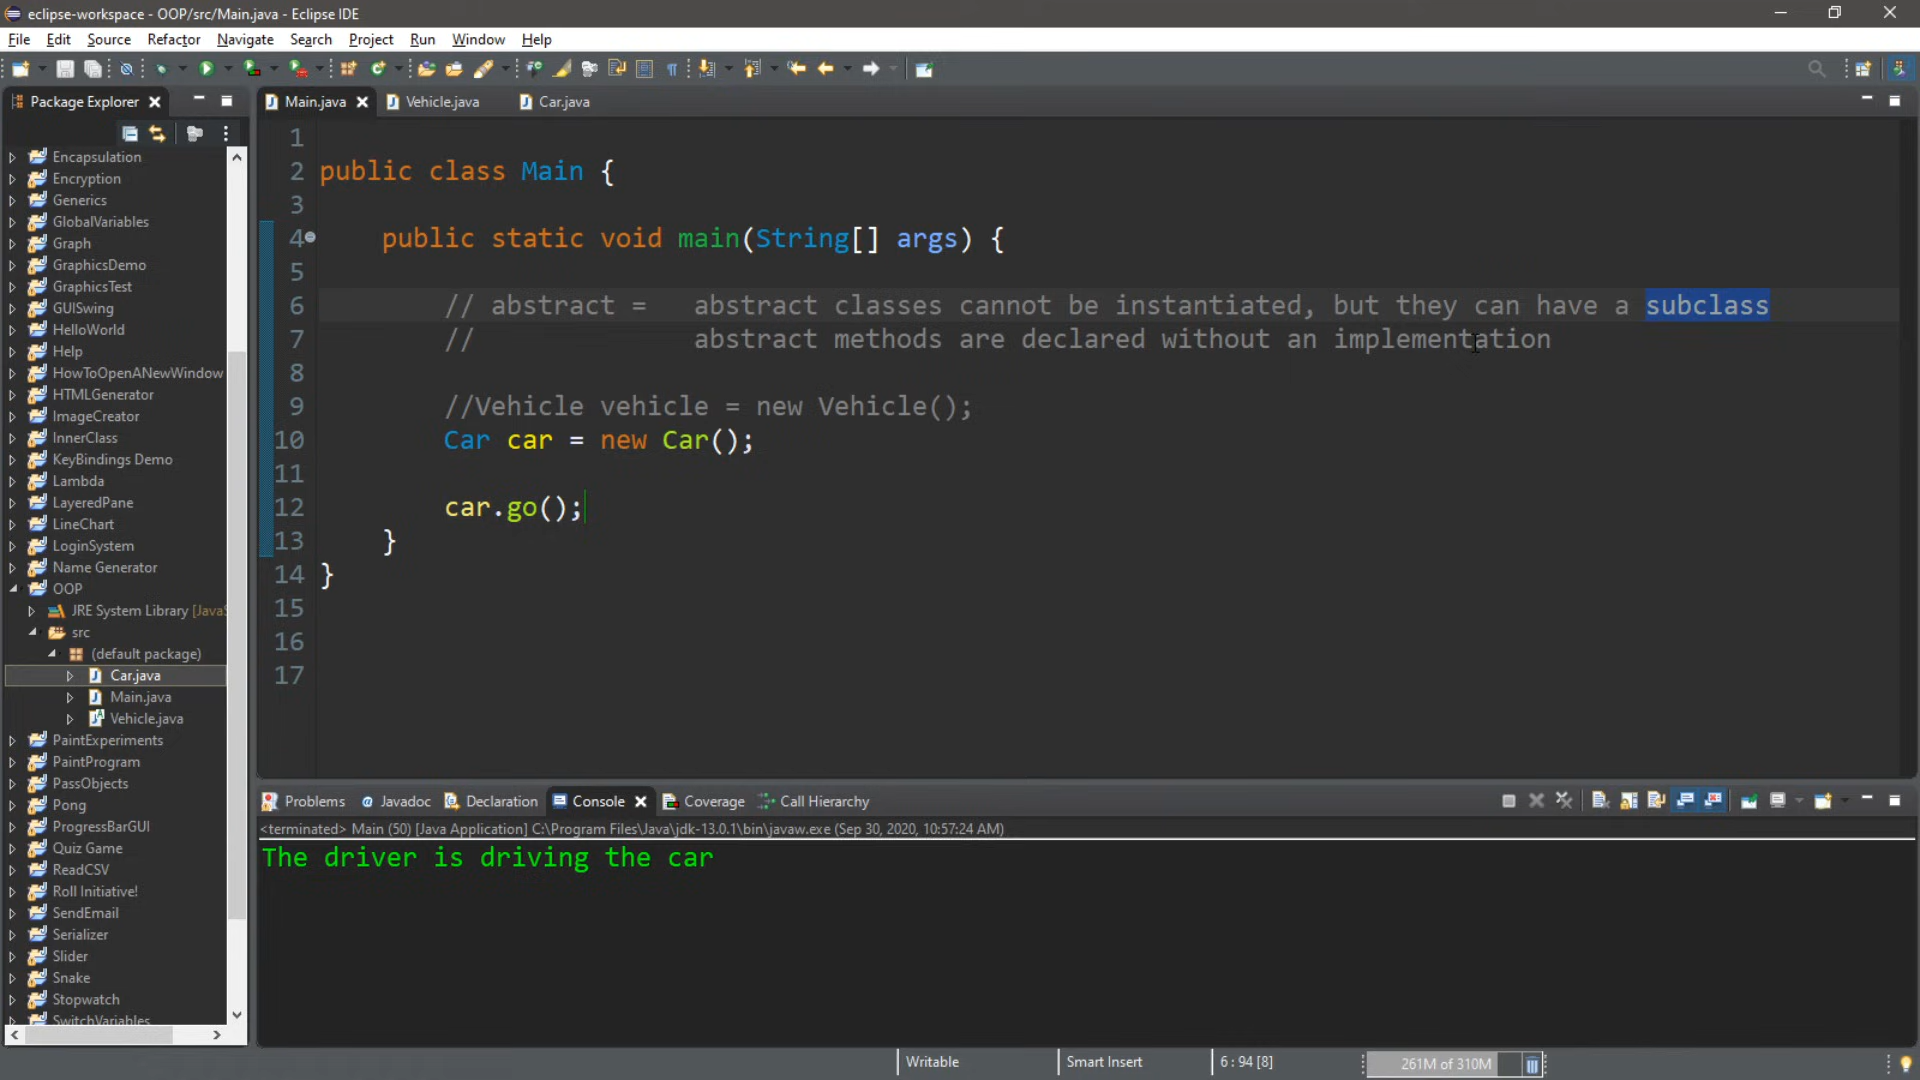 eclipse-workspace - OOP/src/Main.java - Eclipse IDE
File Edit Source Refactor Navigate Search Project Run Window Help
Package Explorer
Main.java Vehicle.java Car.java
Encapsulation
Encryption
Generics
GlobalVariables
Graph
GraphicsDemo
GraphicsTest
GUISwing
HelloWorld
Help
HowToOpenANewWindow
HTMLGenerator
ImageCreator
InnerClass
KeyBindings Demo
Lambda
LayeredPane
LineChart
LoginSystem
Name Generator
OOP
JRE System Library [JavaS
src
(default package)
Car.java
Main.java
Vehicle.java
PaintExperiments
PaintProgram
PassObjects
Pong
ProgressBarGUI
Quiz Game
ReadCSV
Roll Initiative!
SendEmail
Serializer
Slider
Snake
Stopwatch
SwitchVariables
1
2 public class Main {
3
4 public static void main(String[] args) {
5
6 // abstract = abstract classes cannot be instantiated, but they can have a subclass
7 // abstract methods are declared without an implementation
8
9 //Vehicle vehicle = new Vehicle();
10 Car car = new Car();
11
12 car.go();
13 }
14 }
15
16
17
Problems Javadoc Declaration Console Coverage Call Hierarchy
<terminated> Main (50) [Java Application] C:\Program Files\Java\jdk-13.0.1\bin\javaw.exe (Sep 30, 2020, 10:57:24 AM)
The driver is driving the car
Writable Smart Insert 6 : 94 [8] 261M of 310M